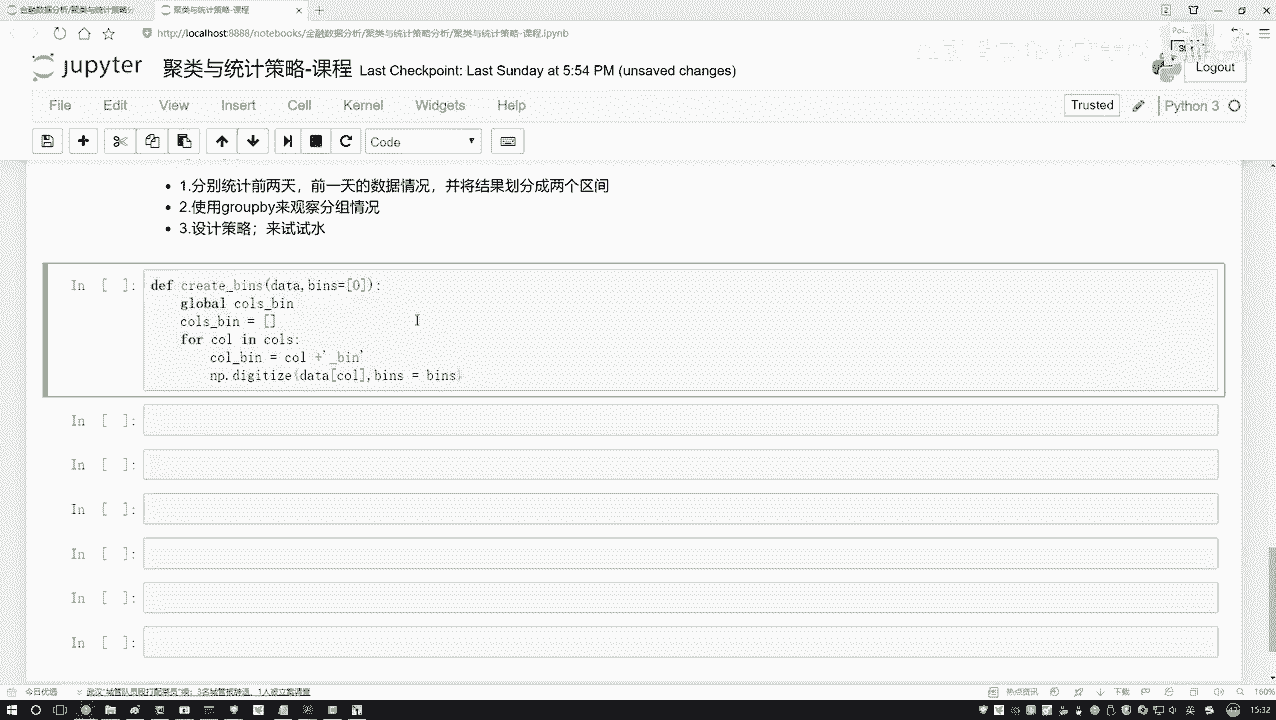 金融数据分析/聚类与统计策略分
聚类与统计策略-课程
http://localhost:8888/notebooks/金融数据分析/聚类与统计策略分析/聚类与统计策略-课程.ipynb
jupyter 聚类与统计策略-课程 Last Checkpoint: Last Sunday at 5:54 PM (unsaved changes)
Logout
File Edit View Insert Cell Kernel Widgets Help
Trusted Python 3
Code
1.分别统计前两天，前一天的数据情况，并将结果划分成两个区间
2.使用groupby来观察分组情况
3.设计策略；来试试水
In [ ]:
def create_bins(data,bins=[0]):
global cols_bin
cols_bin = []
for col in cols:
col_bin = col +'_bin'
np.digitize(data[col],bins = bins)
In [ ]:
In [ ]:
In [ ]:
In [ ]:
In [ ]:
In [ ]:
今日优选
热点资讯
下载
160%
15:32